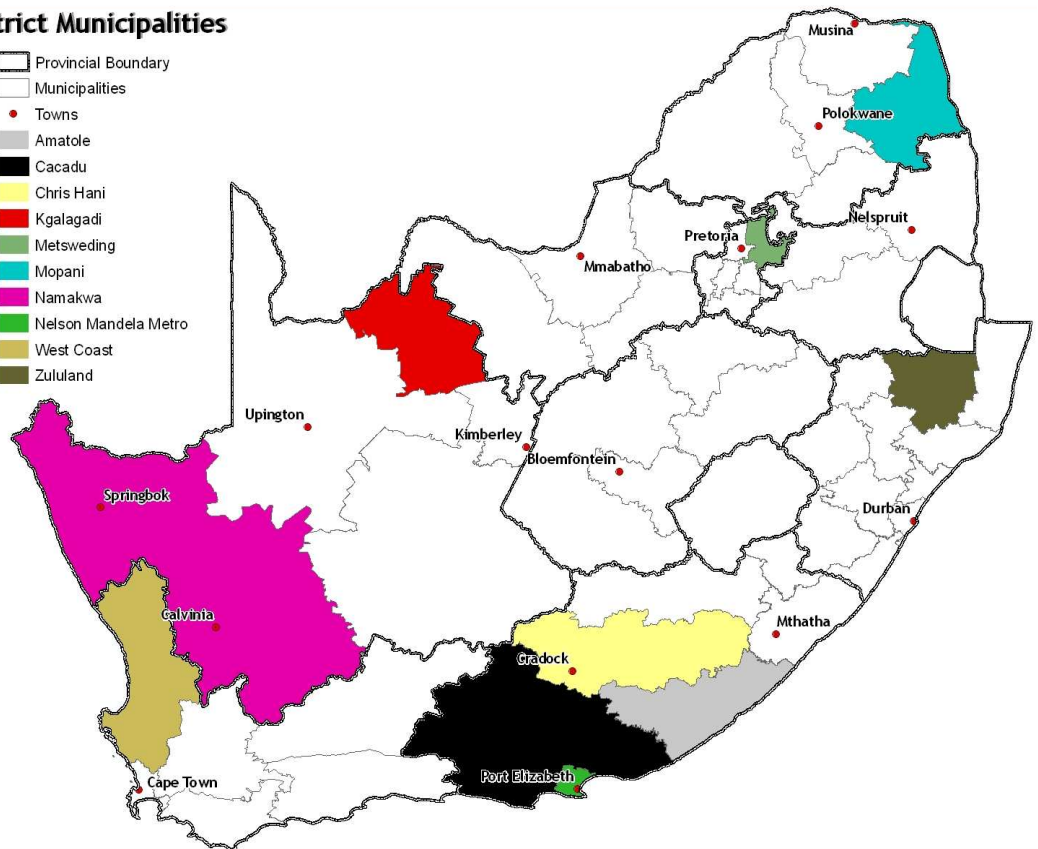 trict Municipalities
Provincial Boundary
Municipalities
Towns
Amatole
Cacadu
Chris Hani
Kgalagadi
Metsweding
Mopani
Namakwa
Nelson Mandela Metro
West Coast
Zululand
Musina
Polokwane
Nelspruit
Pretoria
Mmabatho
Upington
Kimberley
Bloemfontein
Springbok
Durban
Calvinia
Mthatha
Cradock
Port Elizabeth
Cape Town